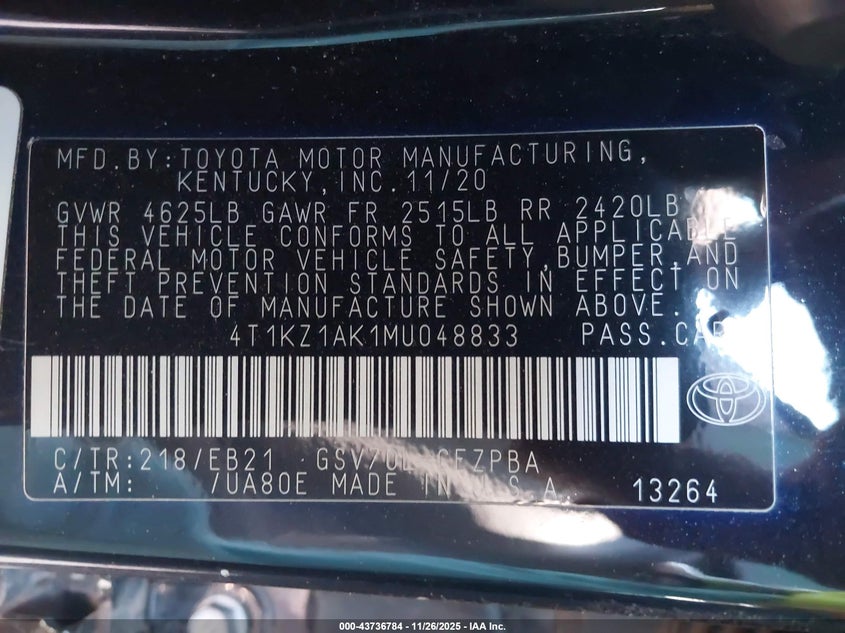 MFD.BY:TOYOTA MOTOR MANUFACTURING,
KENTUCKY,INC.11/20
GVWR 4625LB GAWR FR 2515LB RR 2420LB
THIS VEHICLE CONFORMS TO ALL APPLICABLE
FEDERAL MOTOR VEHICLE SAFETY,BUMPER,AND
THEFT PREVENTION STANDARDS IN EFFECT ON
THE DATE OF MANUFACTURE SHOWN ABOVE.
4T1KZ1AK1MU048833 PASS.CAR
C/TR:218/EB21
A/TM: /UA80E MADE IN U.S.A. 13264
000-43736784 - 11/26/2025 - IAA Inc.